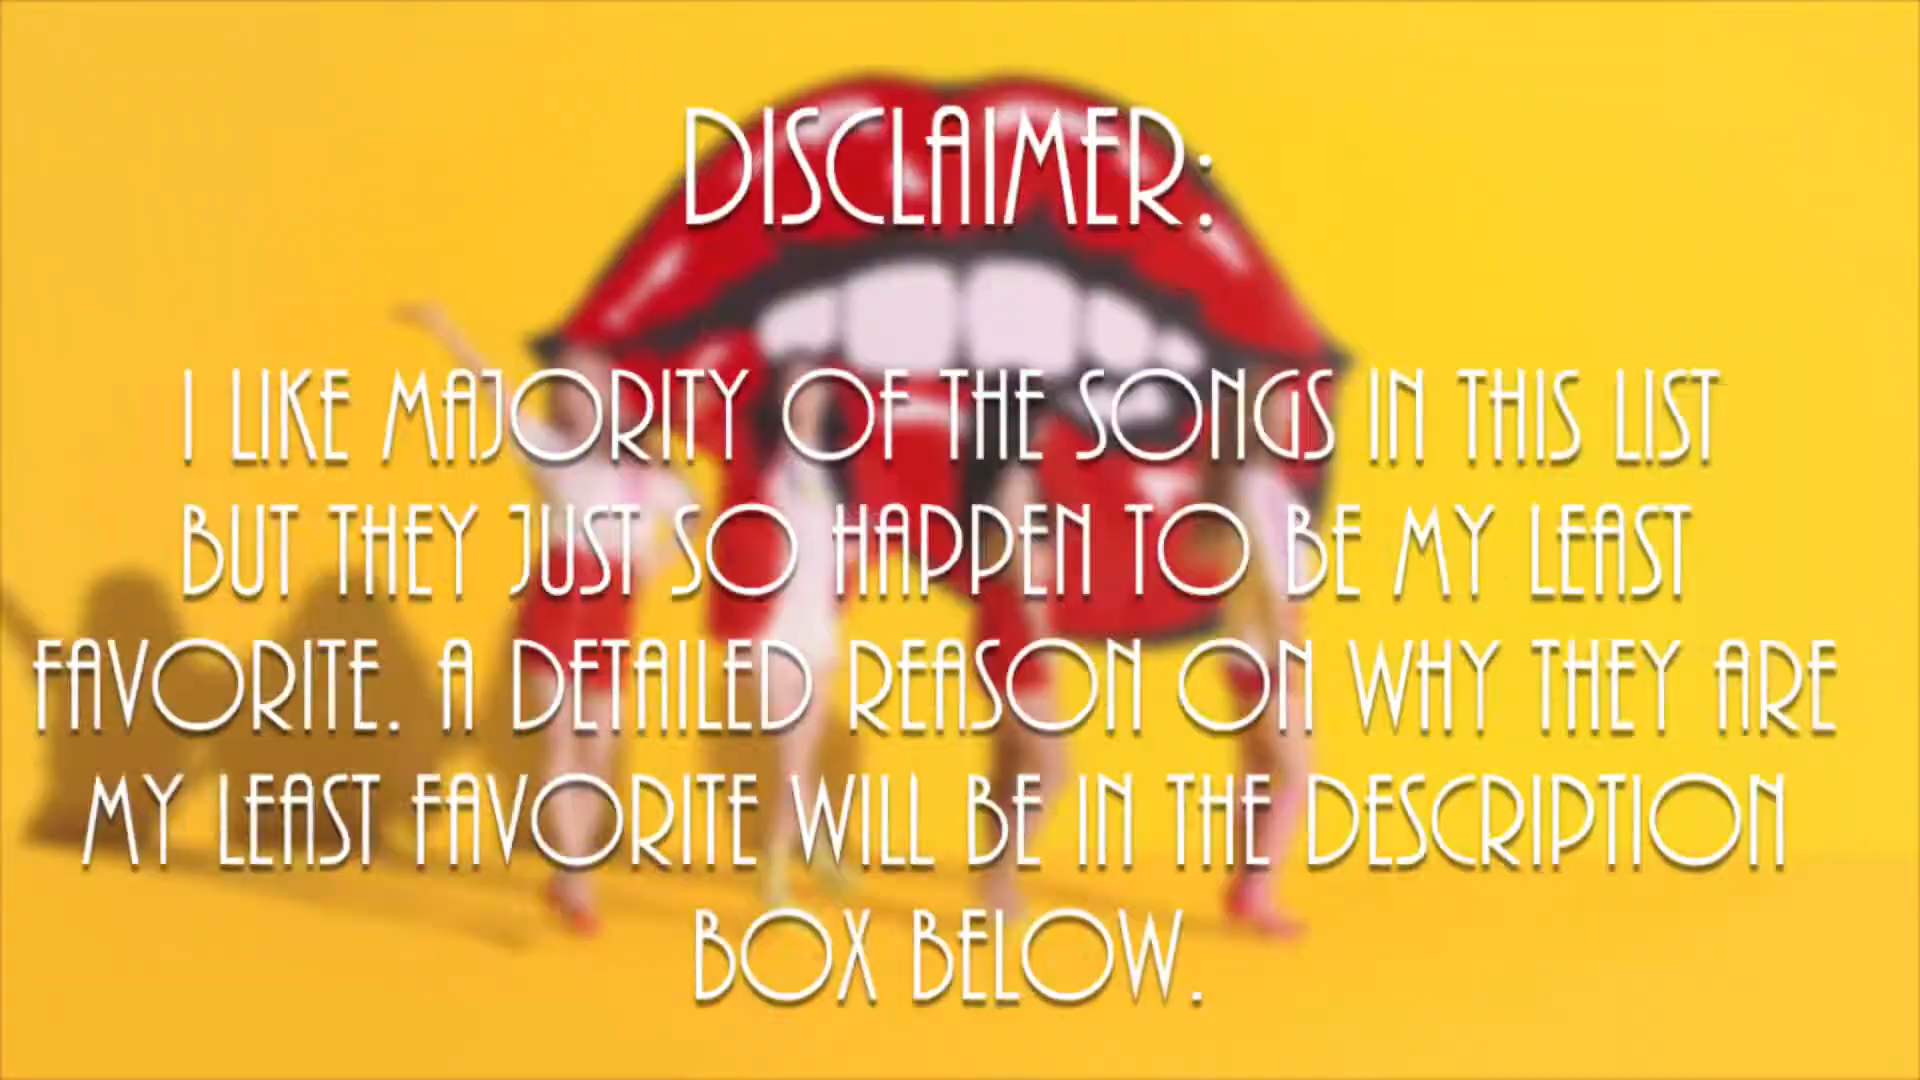 DISCLAIMER:
I LIKE MAJORITY OF THE SONGS IN THIS LIST
BUT THEY JUST SO HAPPEN TO BE MY LEAST
FAVORITE. A DETAILED REASON ON WHY THEY ARE
MY LEAST FAVORITE WILL BE IN THE DESCRIPTION
BOX BELOW.